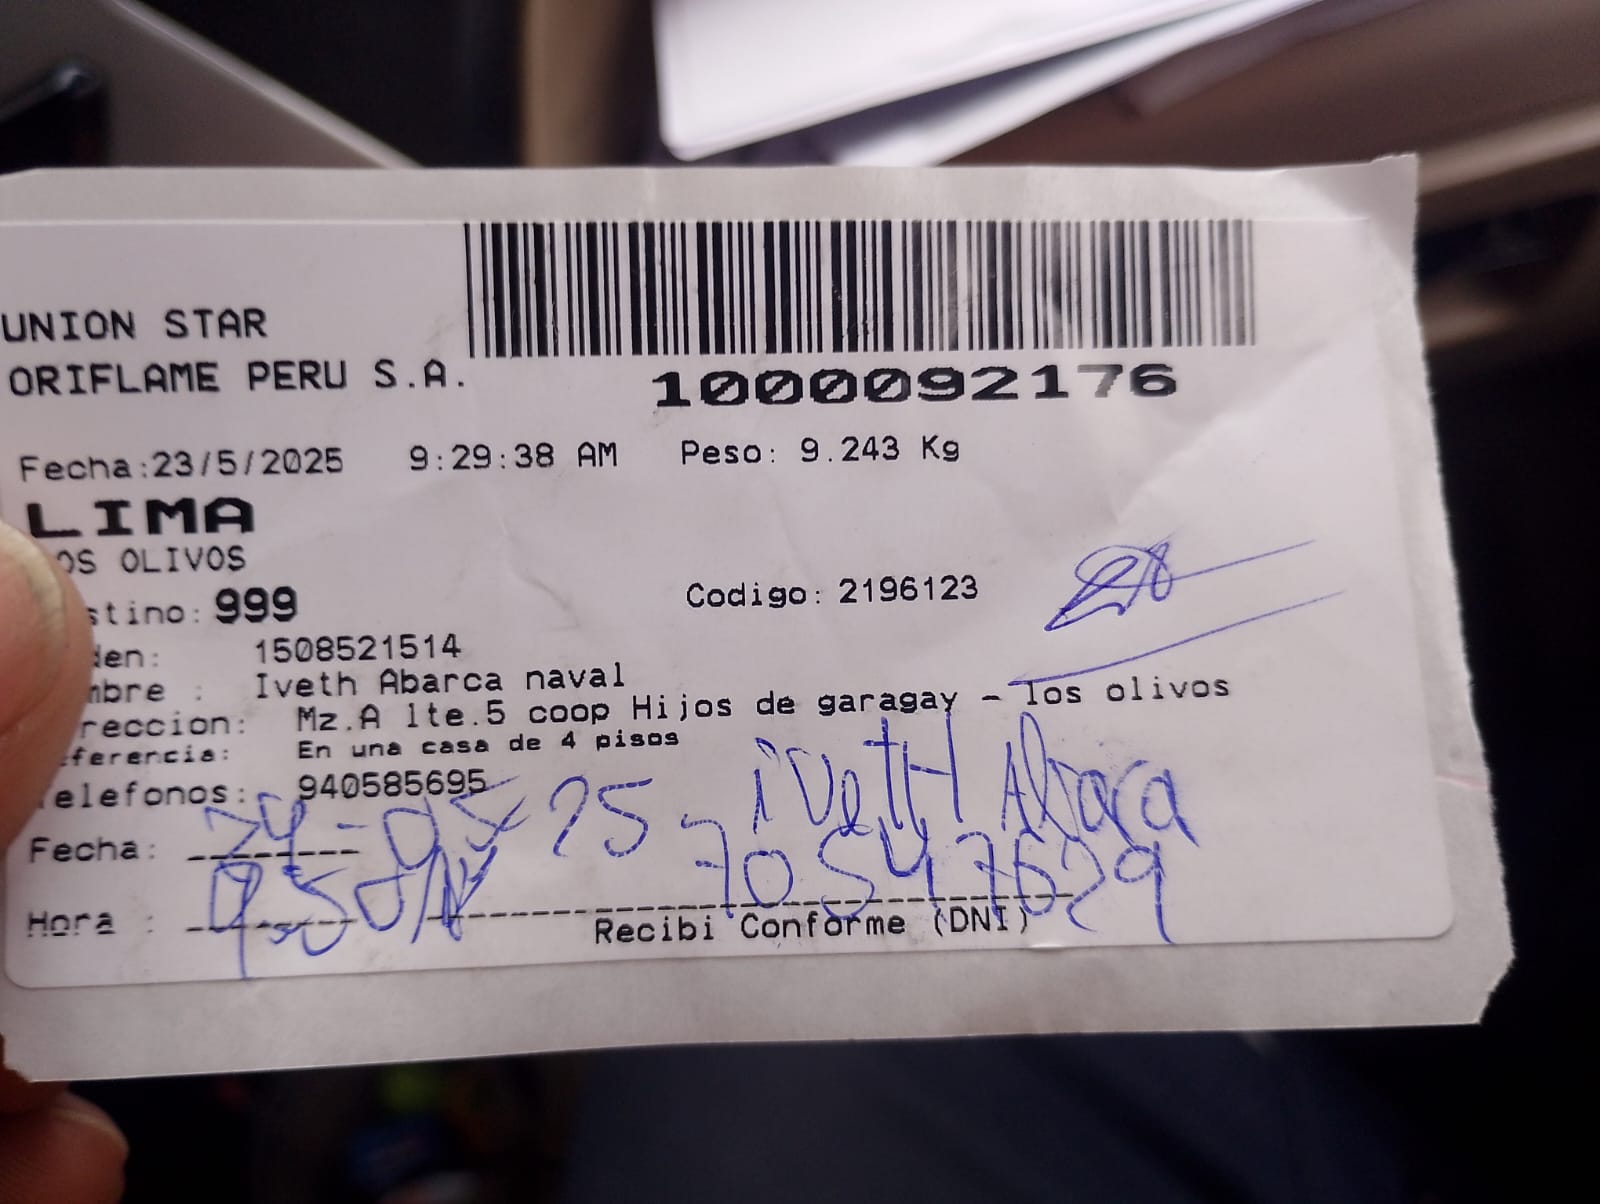 UNION STAR
ORIFLAME PERU S.A.
1000092176
Fecha:23/5/2025 9:29:38 AM Peso: 9.243 Kg
LIMA
OS OLIVOS
stino: 999 Codigo: 2196123
den: 1508521514
mbre : Iveth Abarca naval
reccion: Mz.A lte.5 coop Hijos de garagay - los olivos
ferencia: En una casa de 4 pisos
elefonos: 940585695
iveTH Abarca
Fecha: 24-05-25
70547629
Hora :
Recibi Conforme (DNI)